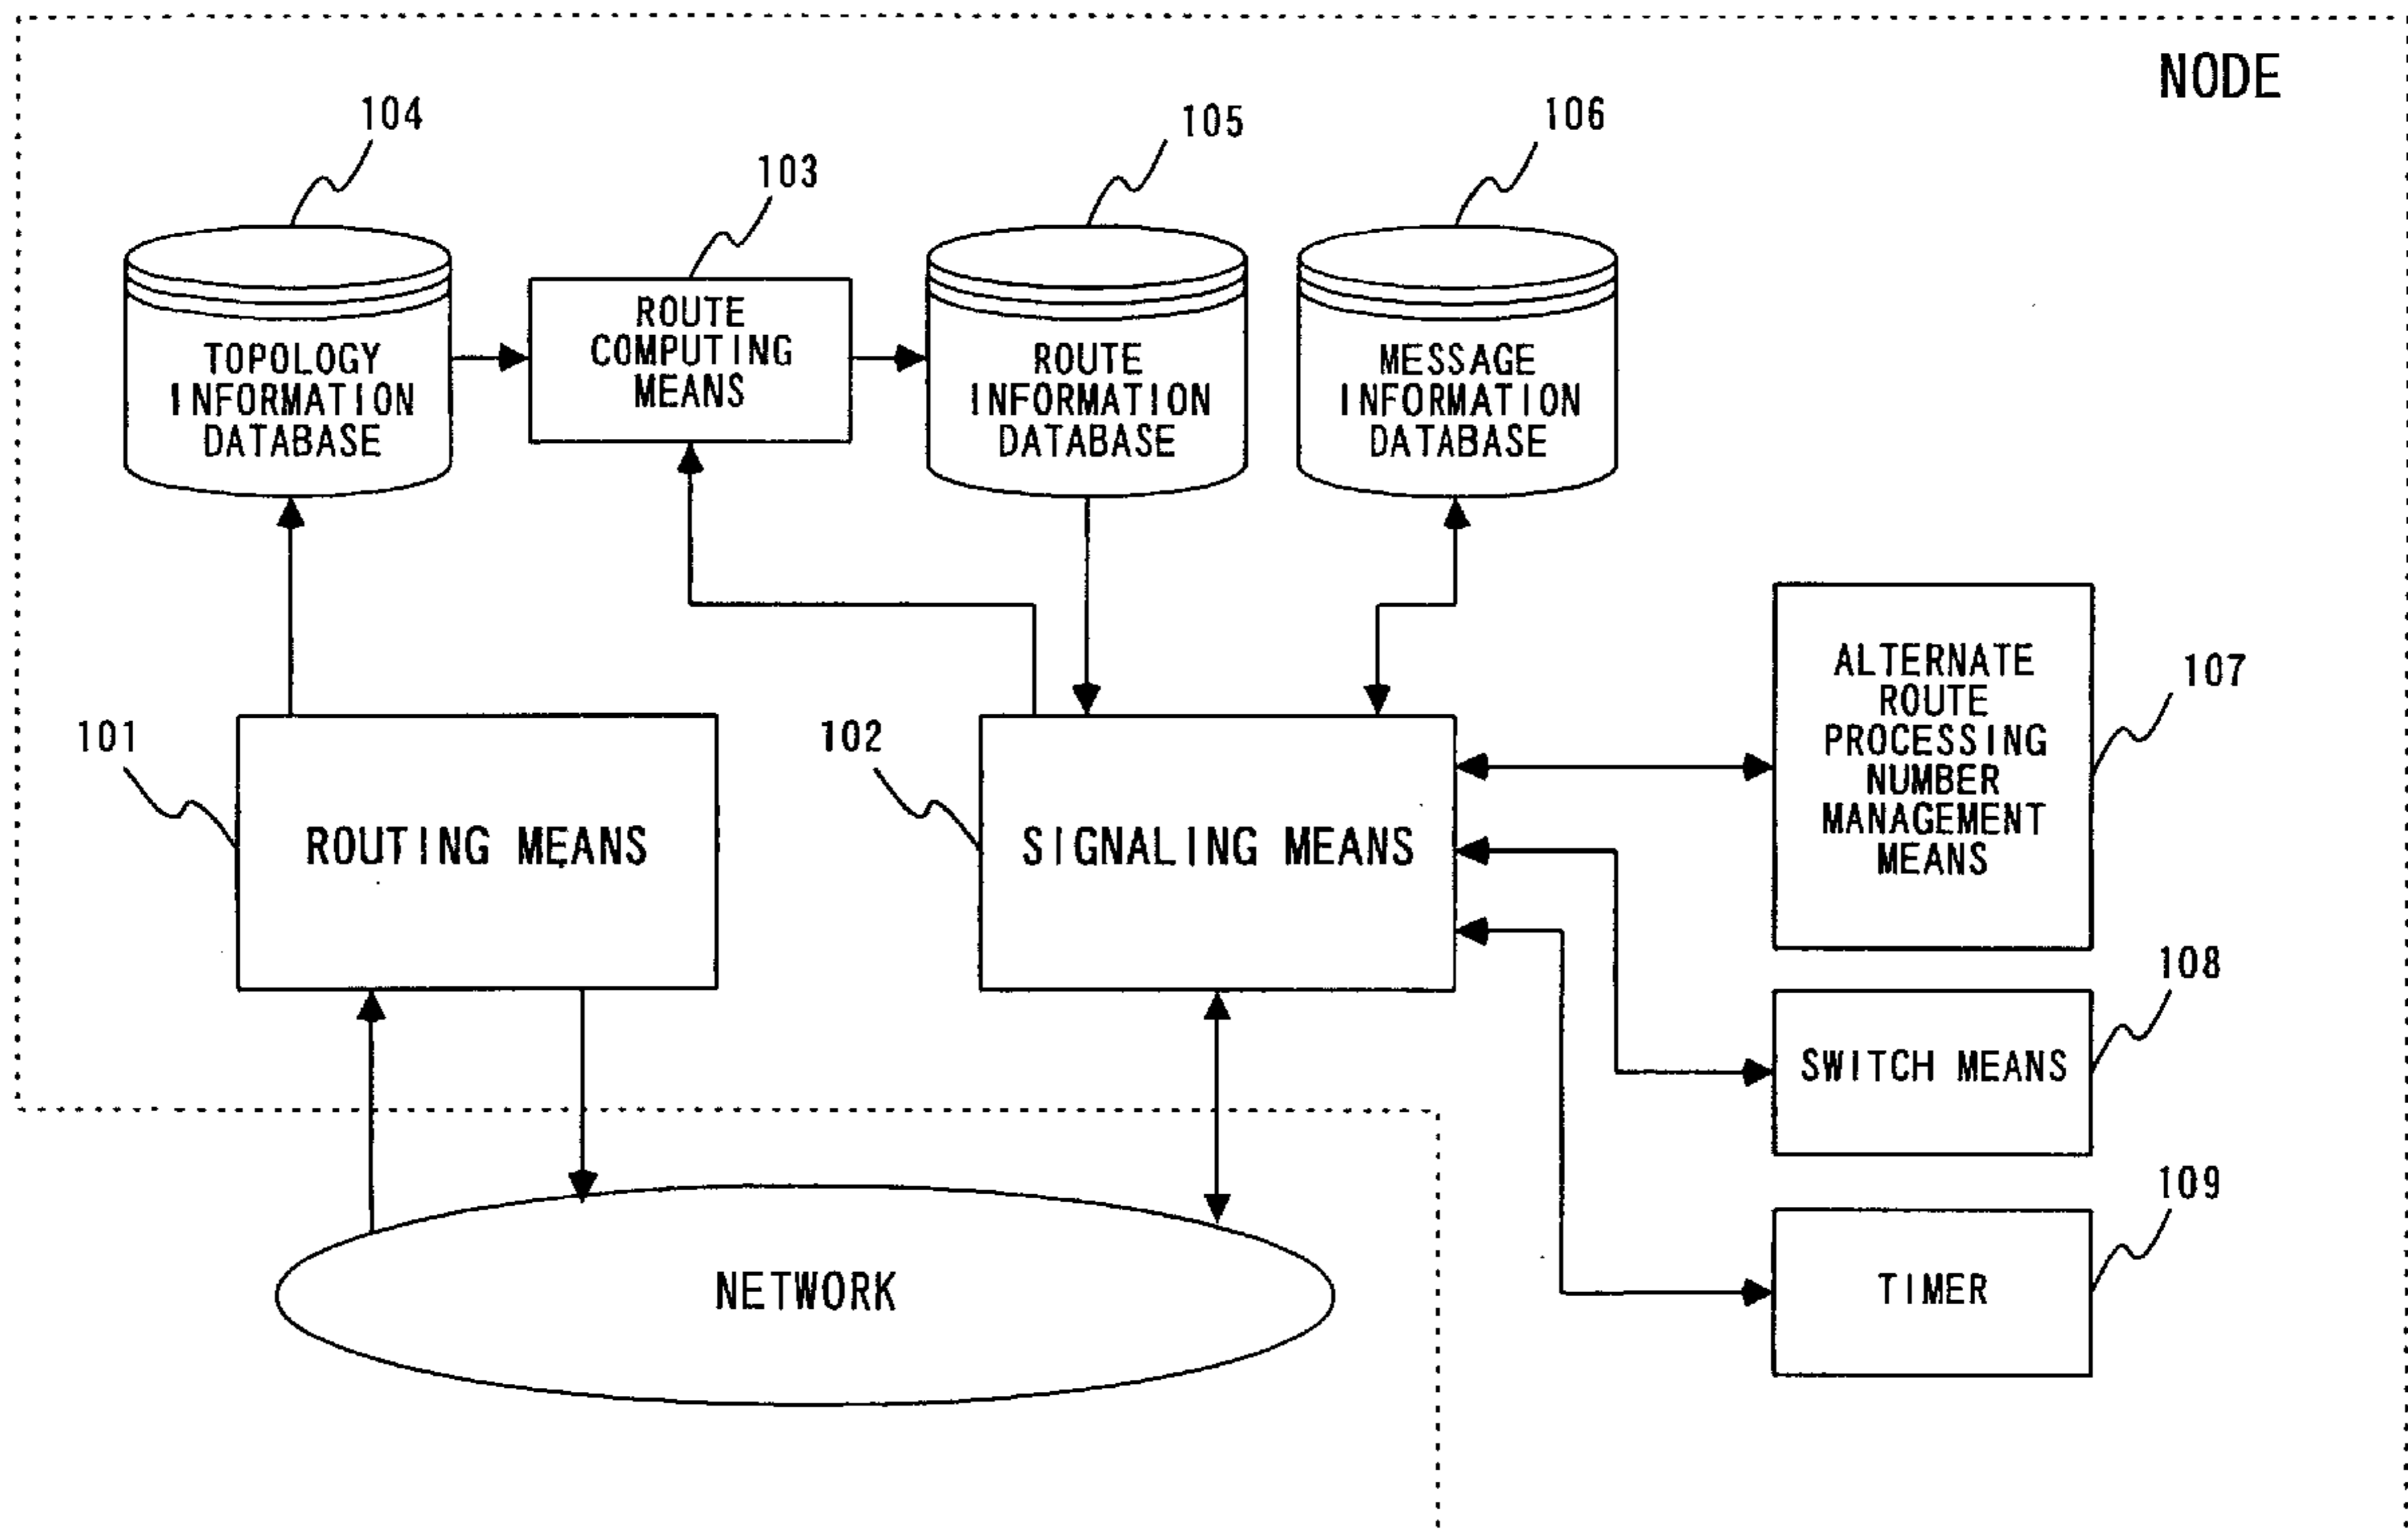 NODE
104
105
106
103
TOPOLOGY
INFORMATION
DATABASE
ROUTE
COMPUTING
MEANS
ROUTE
INFORMATION
DATABASE
MESSAGE
INFORMATION
DATABASE
101
ROUTING MEANS
102
SIGNALING MEANS
ALTERNATE
ROUTE
PROCESSING
NUMBER
MANAGEMENT
MEANS
107
108
SWITCH MEANS
109
TIMER
NETWORK